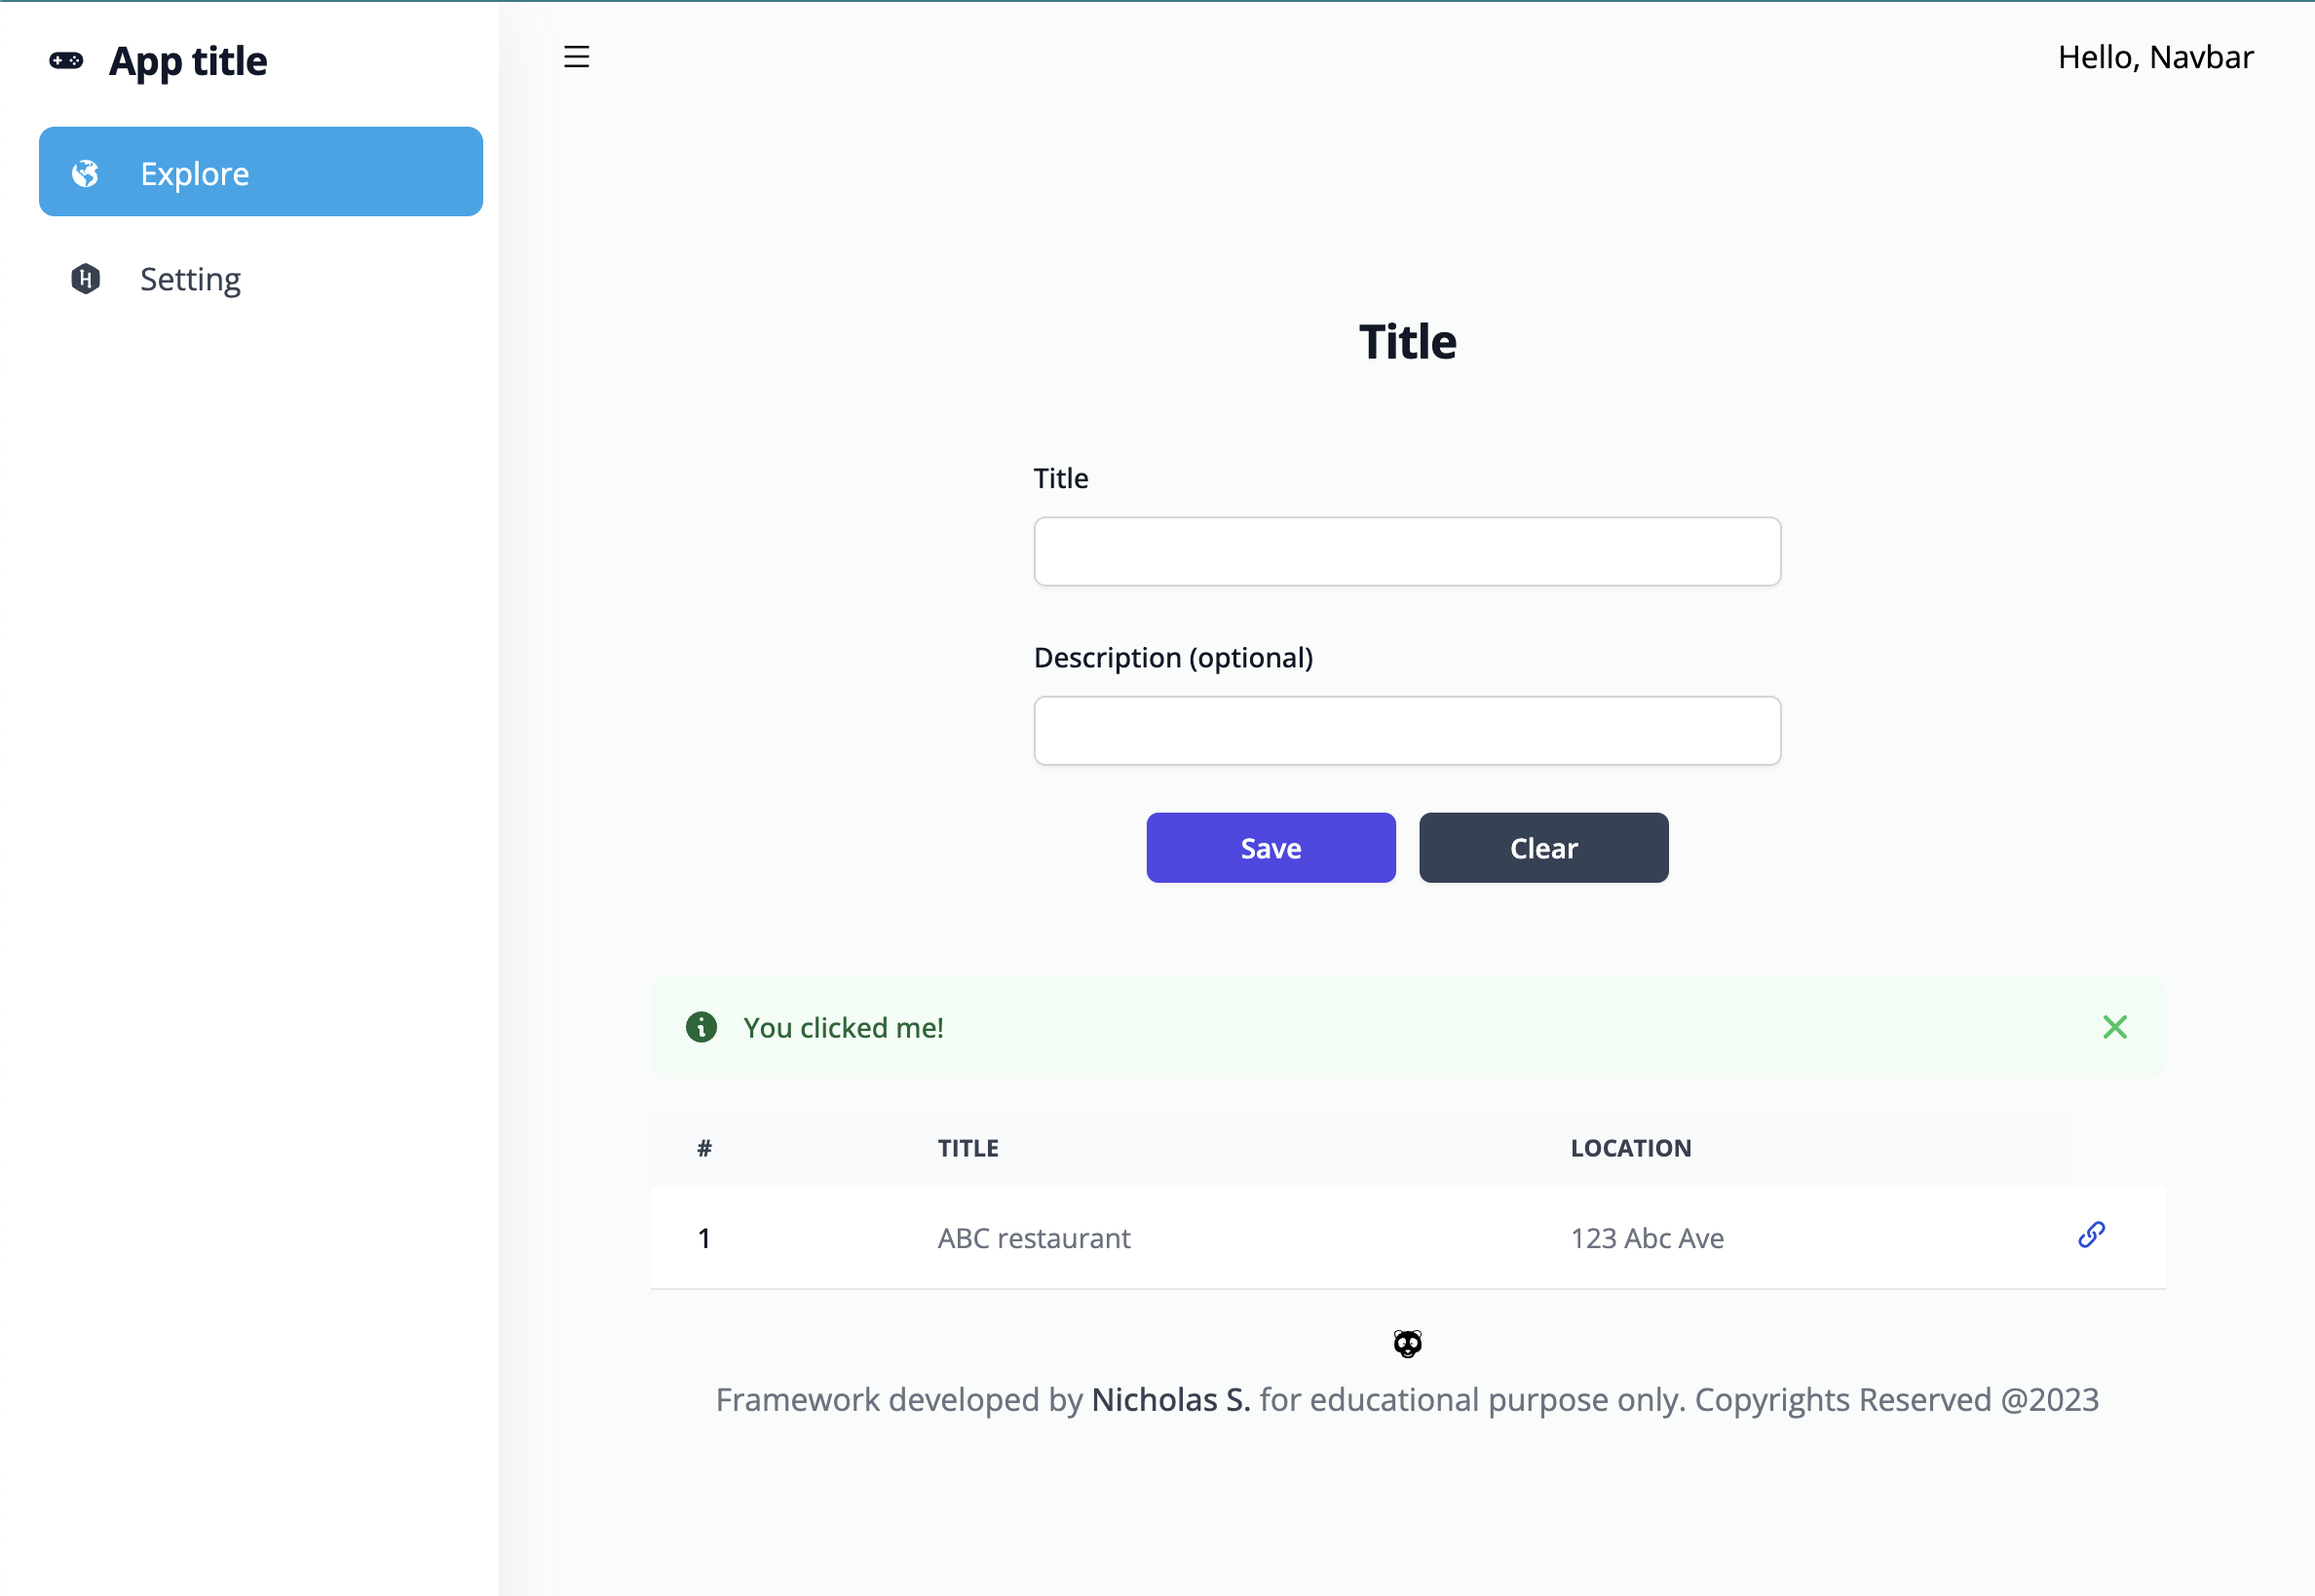 App title
Hello, Navbar
Explore
Setting
Title
Title
Description (optional)
Save Clear
You clicked me!
# TITLE LOCATION
1 ABC restaurant 123 Abc Ave
Framework developed by Nicholas S. for educational purpose only. Copyrights Reserved @2023